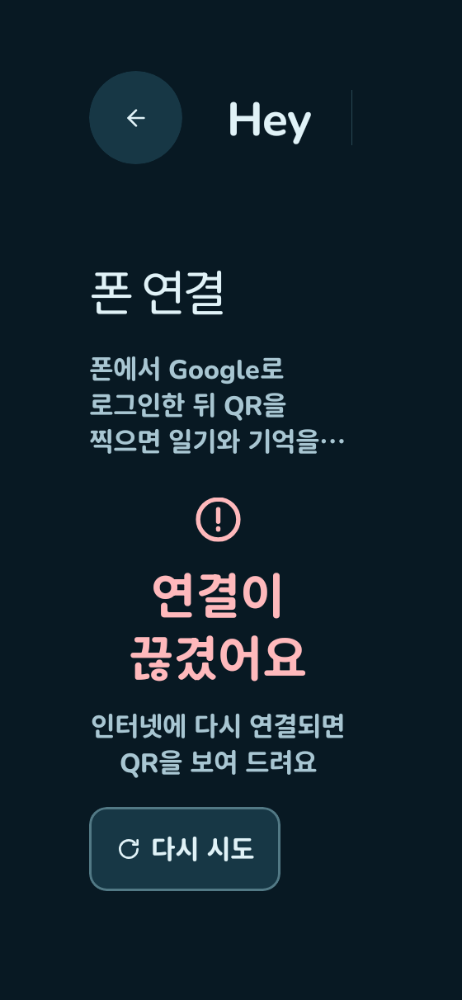 Hey
폰 연결
폰에서 Google로
로그인한 뒤 QR을
찍으면 일기와 기억을…
연결이
끊겼어요
인터넷에 다시 연결되면
QR을 보여 드려요
다시 시도